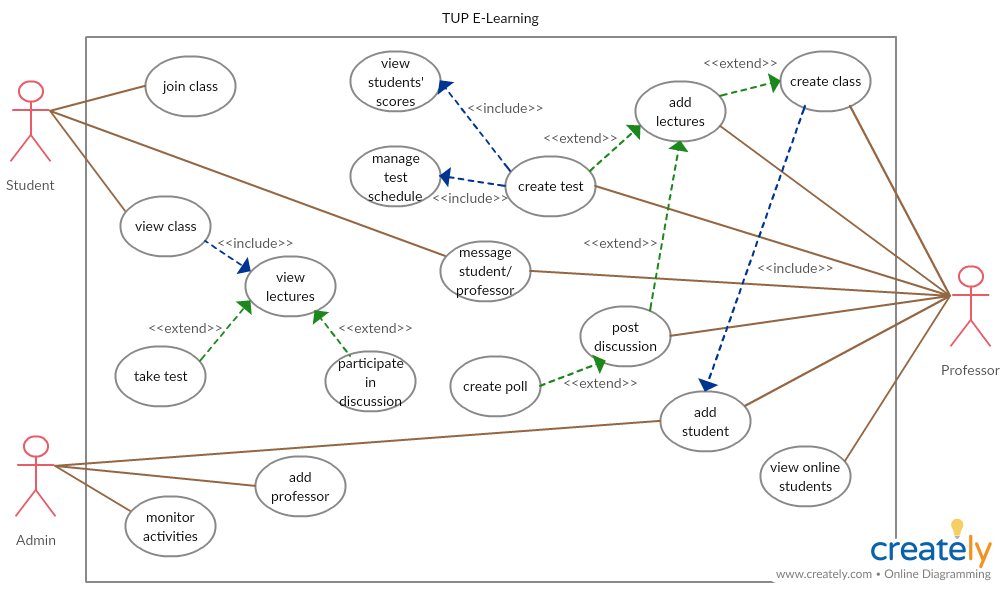 TUP E-Learning
view
students'
scores
<<extend>>
create class
join class
add
lectures
<<include>>
<<extend>>
manage
test
schedule
create test
<<include>>
Student
view class
<<include>>
<<extend>>
message
student/
professor
<<include>>
view
lectures
<<extend>>
<<extend>>
post
discussion
take test
participate
in
discussion
create poll
<<extend>>
Professor
add
student
view online
students
add
professor
Admin
monitor
activities
creately
www.creately.com • Online Diagramming